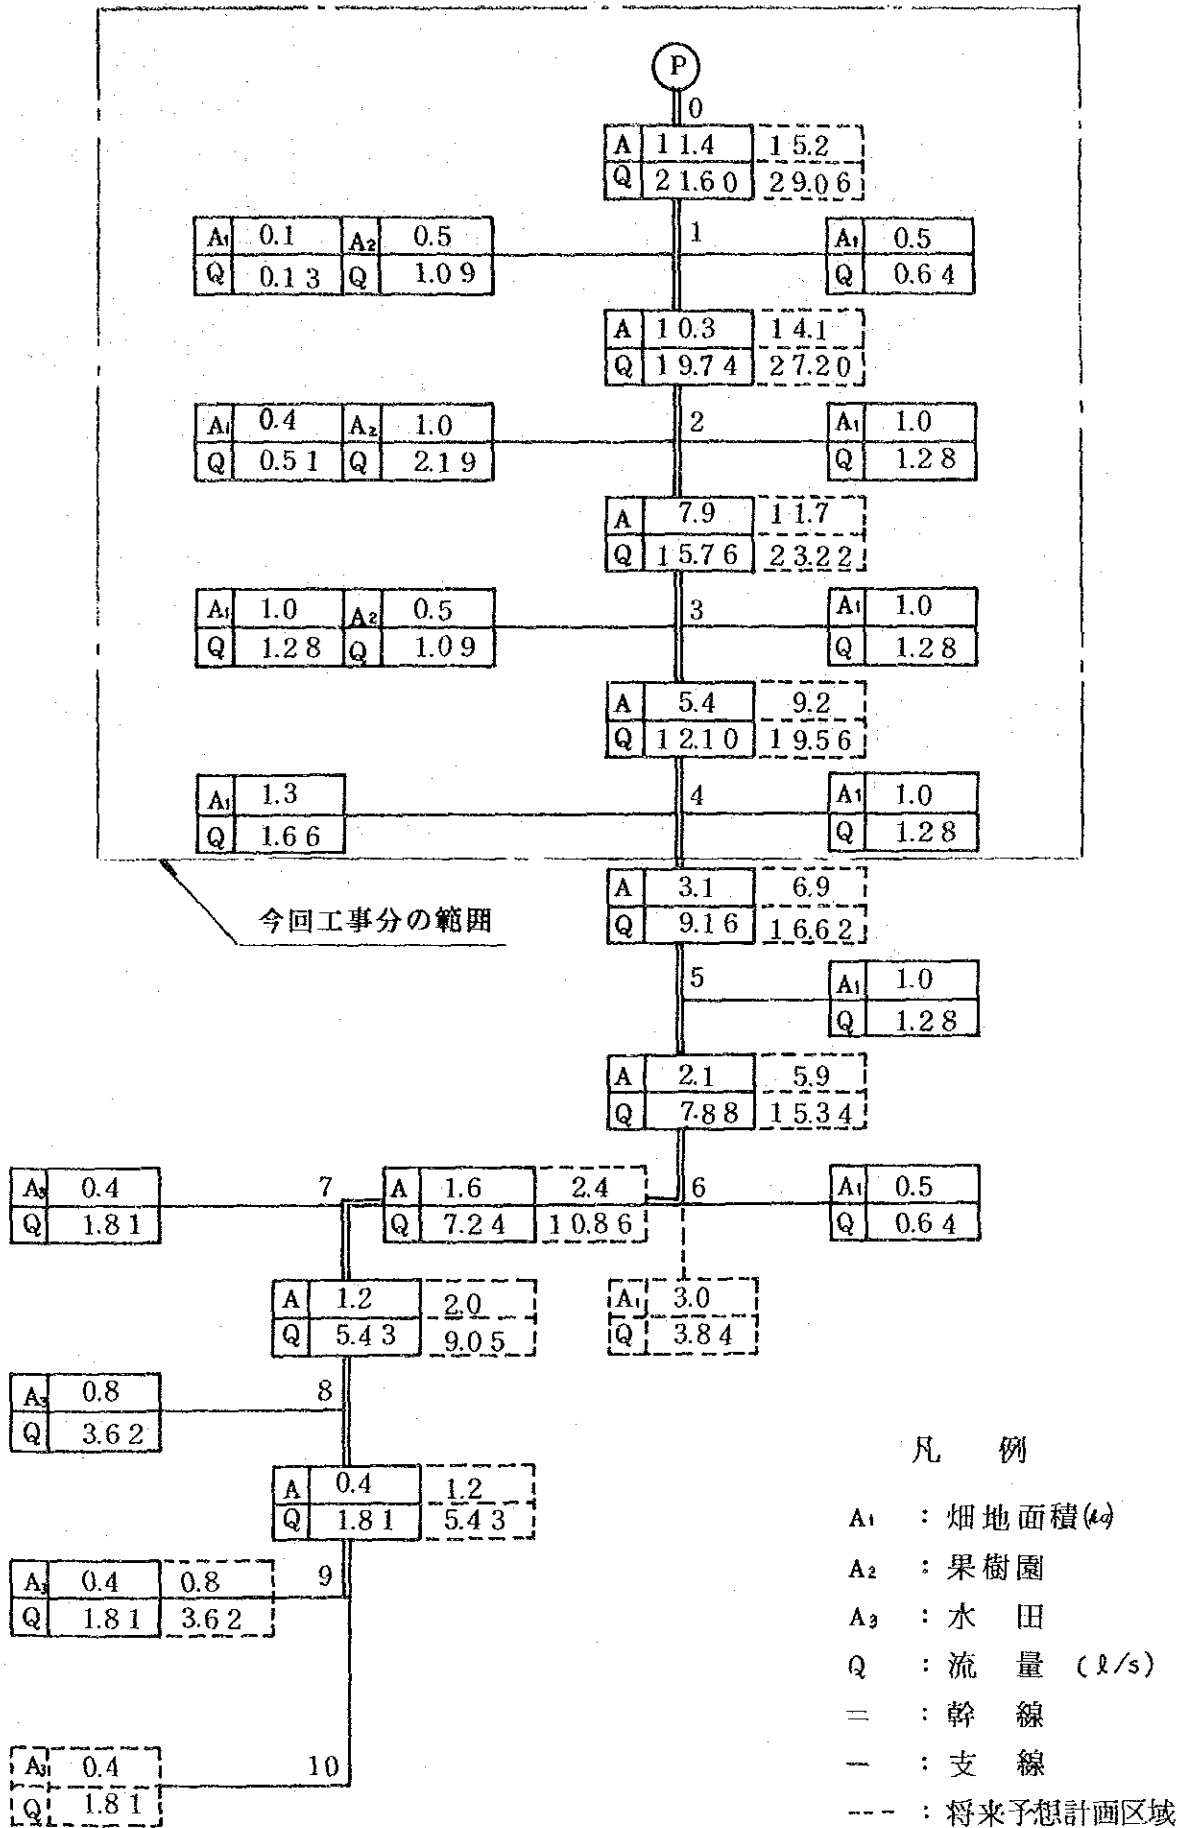 P
0
A 11.4 15.2
Q 21.60 29.06
1
A₁ 0.1 A₂ 0.5
Q 0.13 Q 1.09
A₁ 0.5
Q 0.64
A 10.3 14.1
Q 19.74 27.20
2
A₁ 0.4 A₂ 1.0
Q 0.51 Q 2.19
A₁ 1.0
Q 1.28
A 7.9 11.7
Q 15.76 23.22
3
A₁ 1.0 A₂ 0.5
Q 1.28 Q 1.09
A₁ 1.0
Q 1.28
A 5.4 9.2
Q 12.10 19.56
4
A₁ 1.3
Q 1.66
A₁ 1.0
Q 1.28
A 3.1 6.9
Q 9.16 16.62
今回工事分の範囲
5
A₁ 1.0
Q 1.28
A 2.1 5.9
Q 7.88 15.34
A₃ 0.4
Q 1.81
7
A 1.6 2.4
Q 7.24 10.86
6
A₁ 0.5
Q 0.64
A 1.2 2.0
Q 5.43 9.05
A₁ 3.0
Q 3.84
A₃ 0.8
Q 3.62
8
A 0.4 1.2
Q 1.81 5.43
A₃ 0.4 0.8
Q 1.81 3.62
9
A₃ 0.4
Q 1.81
10
凡 例
A₁ : 畑地面積(ha)
A₂ : 果樹園
A₃ : 水 田
Q : 流 量 (ℓ/s)
= : 幹 線
— : 支 線
--- : 将来予想計画区域